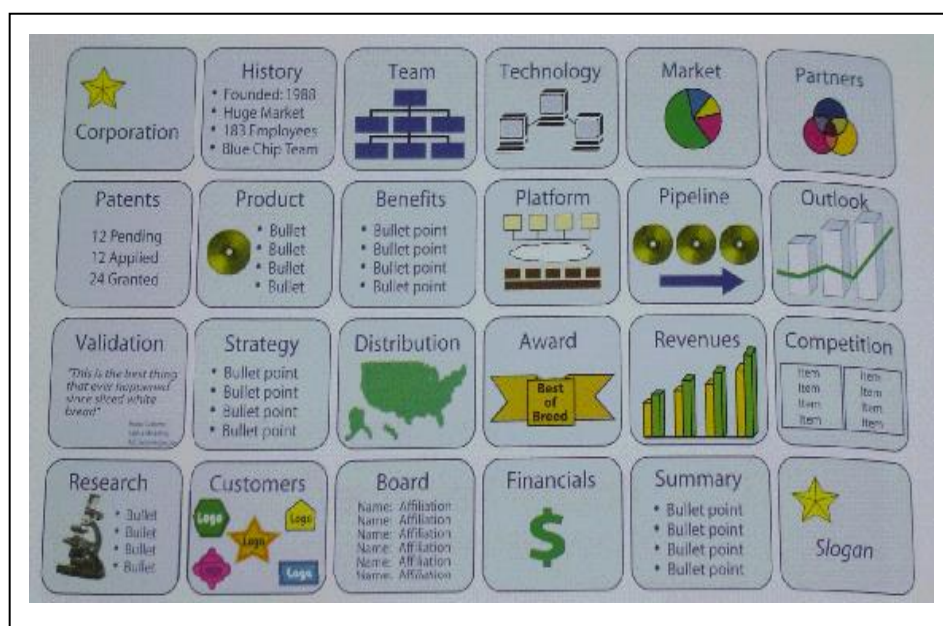 Corporation
History
• Founded: 1988
• Huge Market
• 183 Employees
• Blue Chip Team
Team
Technology
Market
Partners
Patents
12 Pending
12 Applied
24 Granted
Product
• Bullet
• Bullet
• Bullet
• Bullet
Benefits
• Bullet point
• Bullet point
• Bullet point
• Bullet point
Platform
Pipeline
Outlook
Validation
"This is the best thing
that ever happened
since sliced white
bread"
Strategy
• Bullet point
• Bullet point
• Bullet point
• Bullet point
Distribution
Award
Best
of
Breed
Revenues
Competition
Item Item
Item Item
Item Item
Item Item
Research
• Bullet
• Bullet
• Bullet
• Bullet
Customers
Logo
Logo
Logo
Logo
Logo
Board
Name: Affiliation
Name: Affiliation
Name: Affiliation
Name: Affiliation
Name: Affiliation
Name: Affiliation
Financials
$
Summary
• Bullet point
• Bullet point
• Bullet point
• Bullet point
Slogan